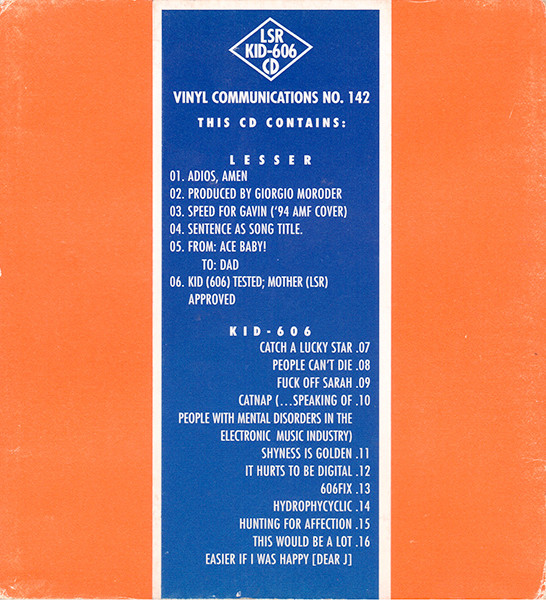 LSR
KID-606
CD
VINYL COMMUNICATIONS NO. 142
THIS CD CONTAINS:
LESSER
01. ADIOS, AMEN
02. PRODUCED BY GIORGIO MORODER
03. SPEED FOR GAVIN ('94 AMF COVER)
04. SENTENCE AS SONG TITLE.
05. FROM: ACE BABY!
TO: DAD
06. KID (606) TESTED; MOTHER (LSR)
APPROVED
KID-606
CATCH A LUCKY STAR .07
PEOPLE CAN'T DIE .08
FUCK OFF SARAH .09
CATNAP (...SPEAKING OF .10
PEOPLE WITH MENTAL DISORDERS IN THE
ELECTRONIC MUSIC INDUSTRY)
SHYNESS IS GOLDEN .11
IT HURTS TO BE DIGITAL .12
606FIX .13
HYDROPHYCYCLIC .14
HUNTING FOR AFFECTION .15
THIS WOULD BE A LOT .16
EASIER IF I WAS HAPPY [DEAR J]